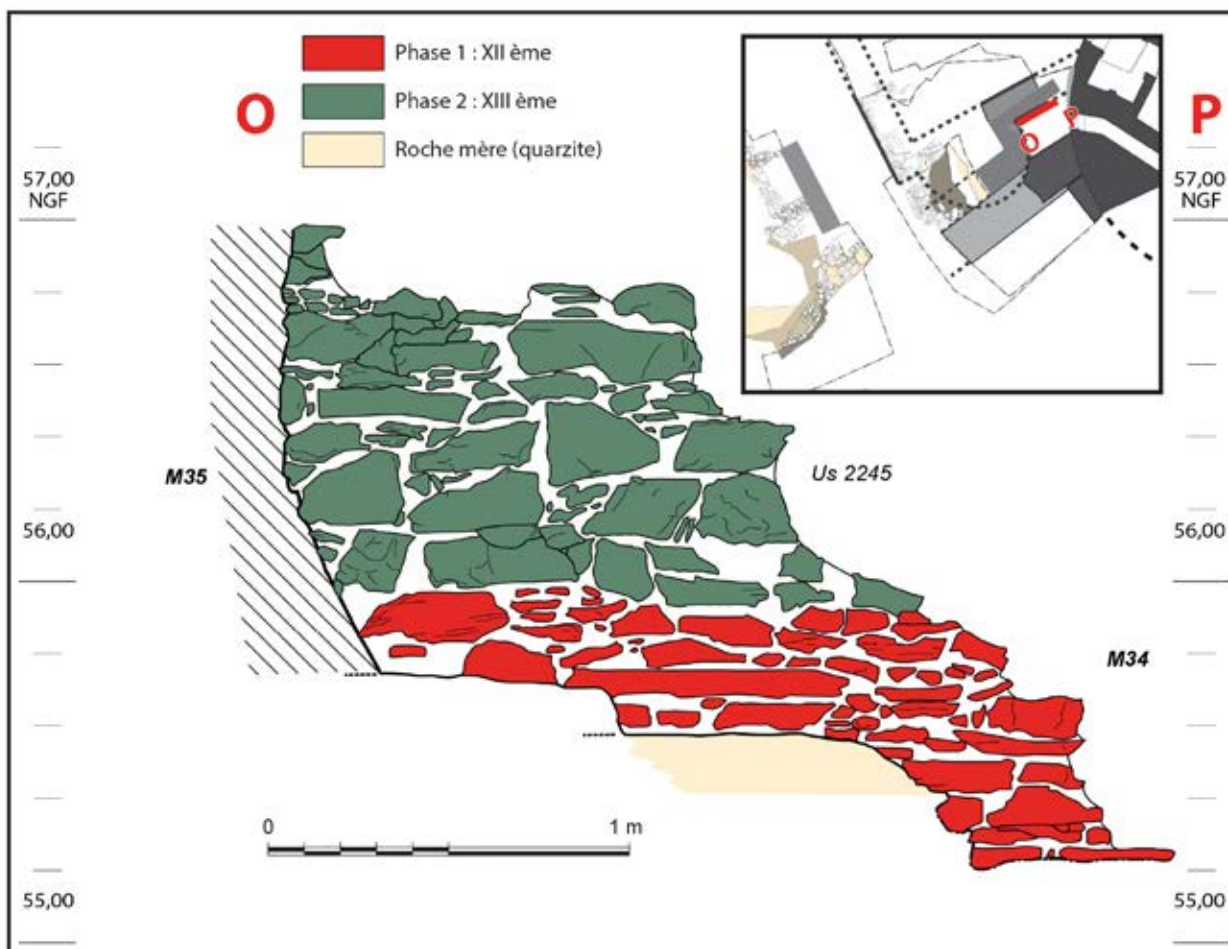 Phase 1 : XII ème
Phase 2 : XIII ème
Roche mère (quarzite)
O
P
O
P
57,00
NGF
57,00
NGF
M35
Us 2245
56,00
56,00
M34
0
1 m
55,00
55,00